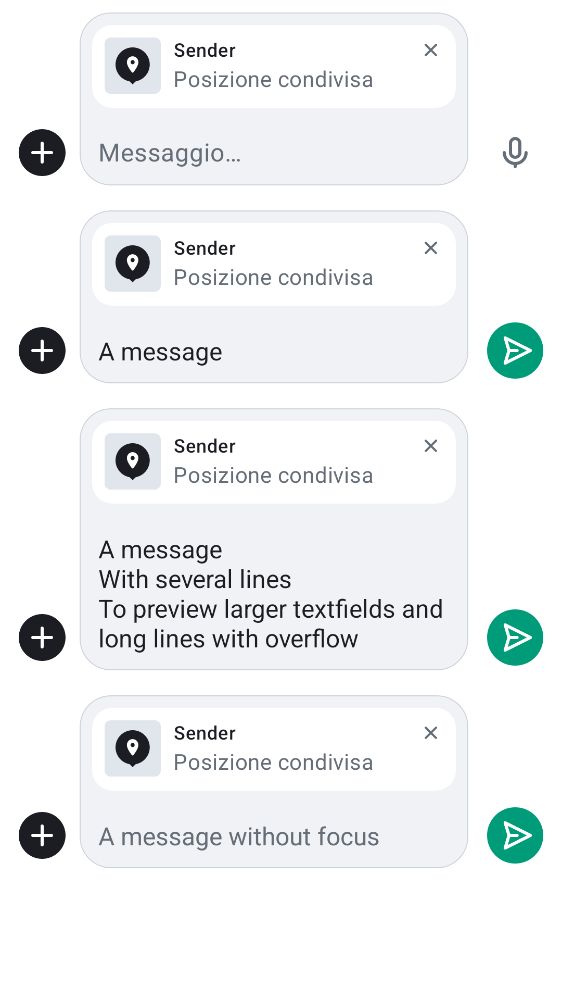 Sender
Posizione condivisa
Messaggio…
Sender
Posizione condivisa
A message
Sender
Posizione condivisa
A message
With several lines
To preview larger textfields and
long lines with overflow
Sender
Posizione condivisa
A message without focus